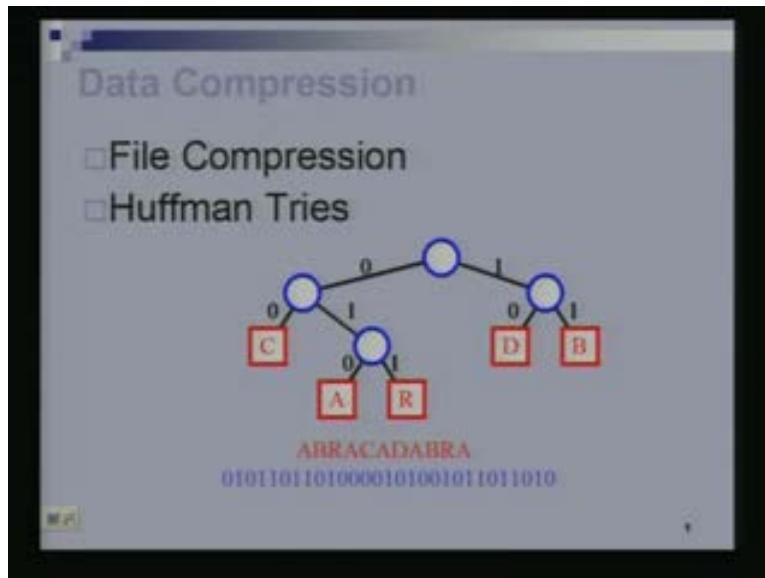 Data Compression
File Compression
Huffman Tries
0 1
0 1 0 1
C 0 1 D B
A R
ABRACADABRA
01011011010000101001011011010